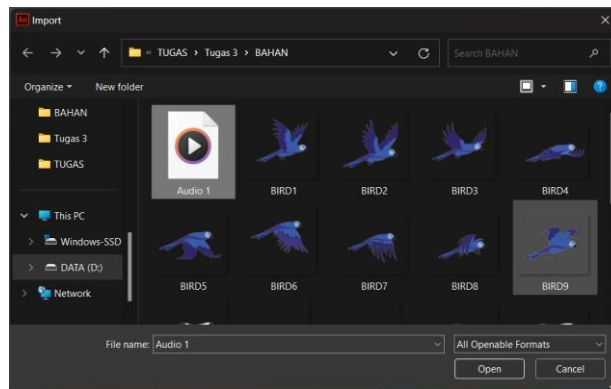 An Import
« TUGAS › Tugas 3 › BAHAN
Search BAHAN
Organize
New folder
BAHAN
Tugas 3
TUGAS
This PC
Windows-SSD
DATA (D:)
Network
Audio 1
BIRD1
BIRD2
BIRD3
BIRD4
BIRD5
BIRD6
BIRD7
BIRD8
BIRD9
File name: Audio 1
All Openable Formats
Open
Cancel